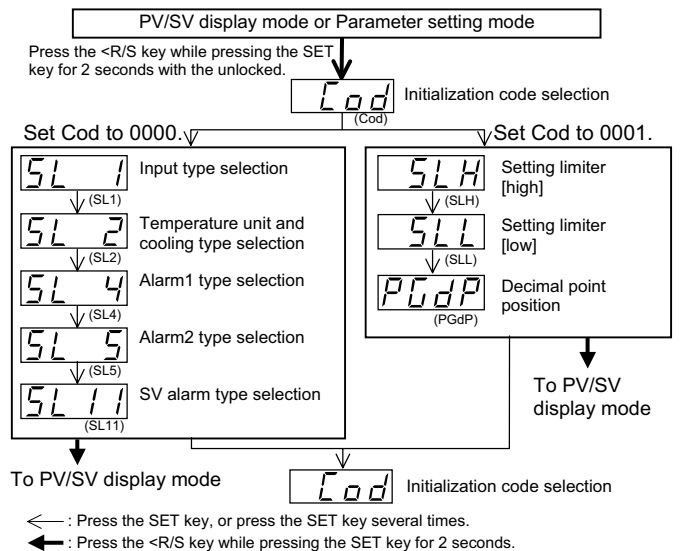 PV/SV display mode or Parameter setting mode
Press the <R/S key while pressing the SET
key for 2 seconds with the unlocked.
Cod
Initialization code selection
(Cod)
Set Cod to 0000.
Set Cod to 0001.
SL 1
Input type selection
(SL1)
SL 2
Temperature unit and
cooling type selection
(SL2)
SL 4
Alarm1 type selection
(SL4)
SL 5
Alarm2 type selection
(SL5)
SL11
SV alarm type selection
(SL11)
SLH
Setting limiter
[high]
(SLH)
SLL
Setting limiter
[low]
(SLL)
PGdP
Decimal point
position
(PGdP)
To PV/SV
display mode
To PV/SV display mode
Cod
Initialization code selection
: Press the SET key, or press the SET key several times.
: Press the <R/S key while pressing the SET key for 2 seconds.